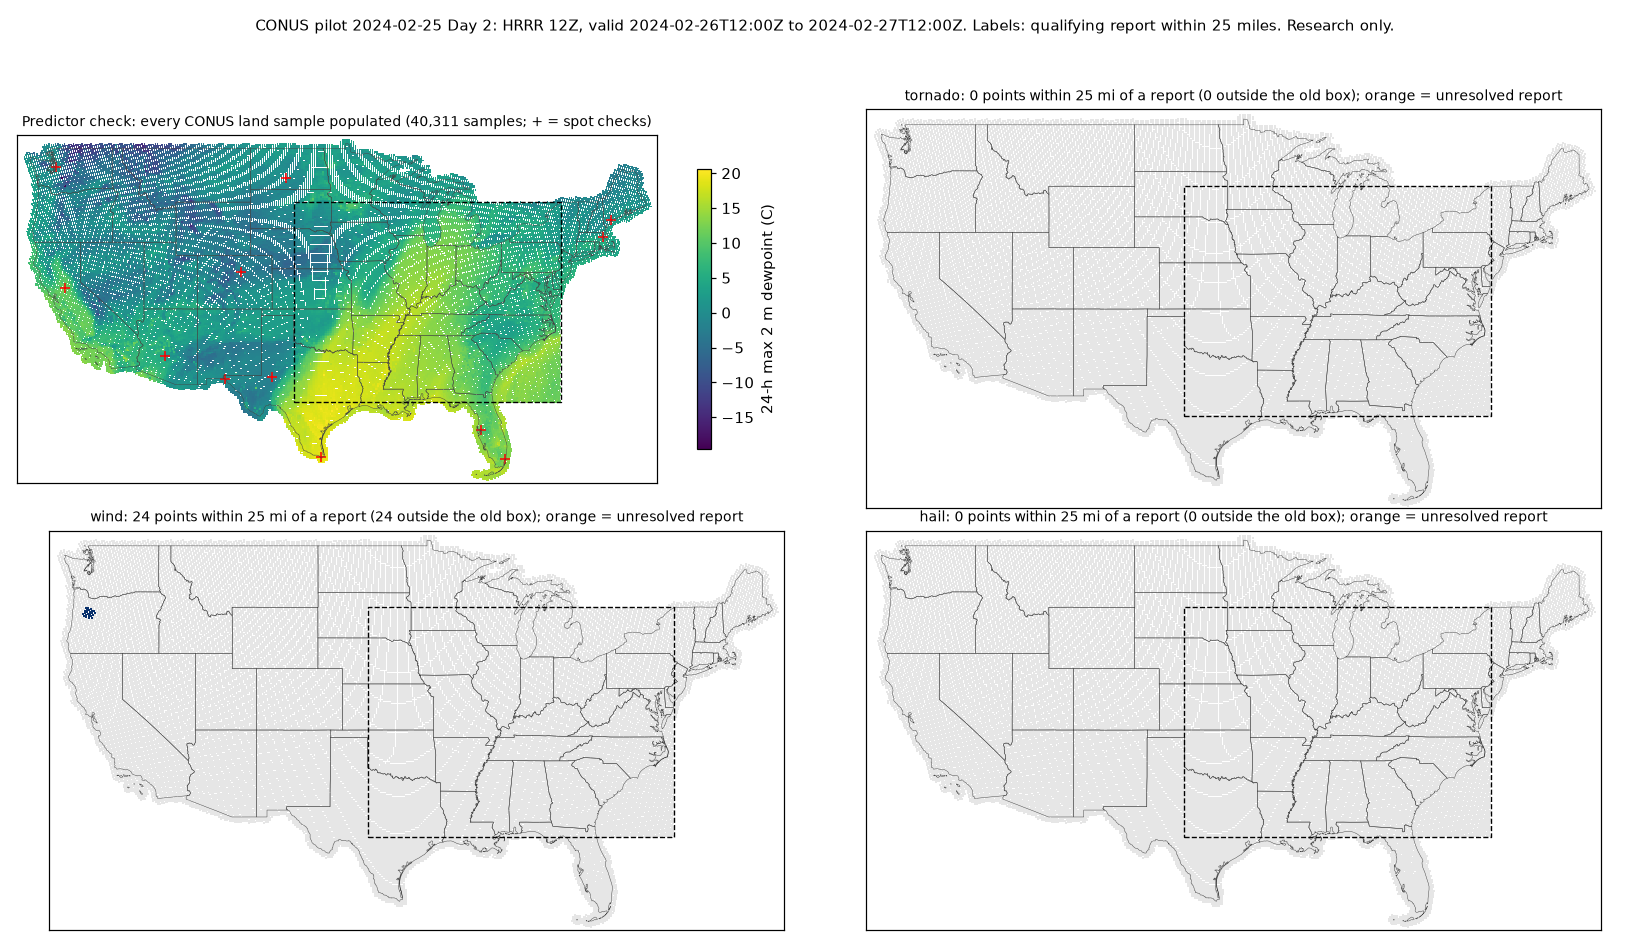 CONUS pilot 2024-02-25 Day 2: HRRR 12Z, valid 2024-02-26T12:00Z to 2024-02-27T12:00Z. Labels: qualifying report within 25 miles. Research only.
Predictor check: every CONUS land sample populated (40,311 samples; + = spot checks)
20
15
10
5
0
−5
−10
−15
24-h max 2 m dewpoint (C)
tornado: 0 points within 25 mi of a report (0 outside the old box); orange = unresolved report
wind: 24 points within 25 mi of a report (24 outside the old box); orange = unresolved report
hail: 0 points within 25 mi of a report (0 outside the old box); orange = unresolved report